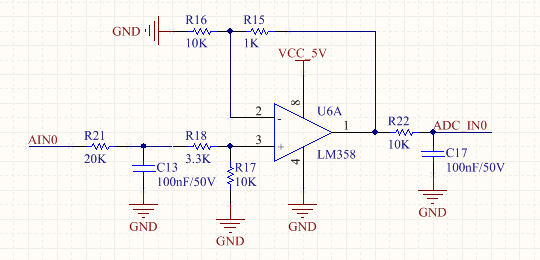 R16
R15
GND
10K
1K
VCC_5V
8
2
U6A
-
1
R22
ADC_IN0
AIN0
R21
R18
3
+
LM358
10K
C17
20K
3.3K
C13
R17
4
100nF/50V
100nF/50V
10K
GND
GND
GND
GND